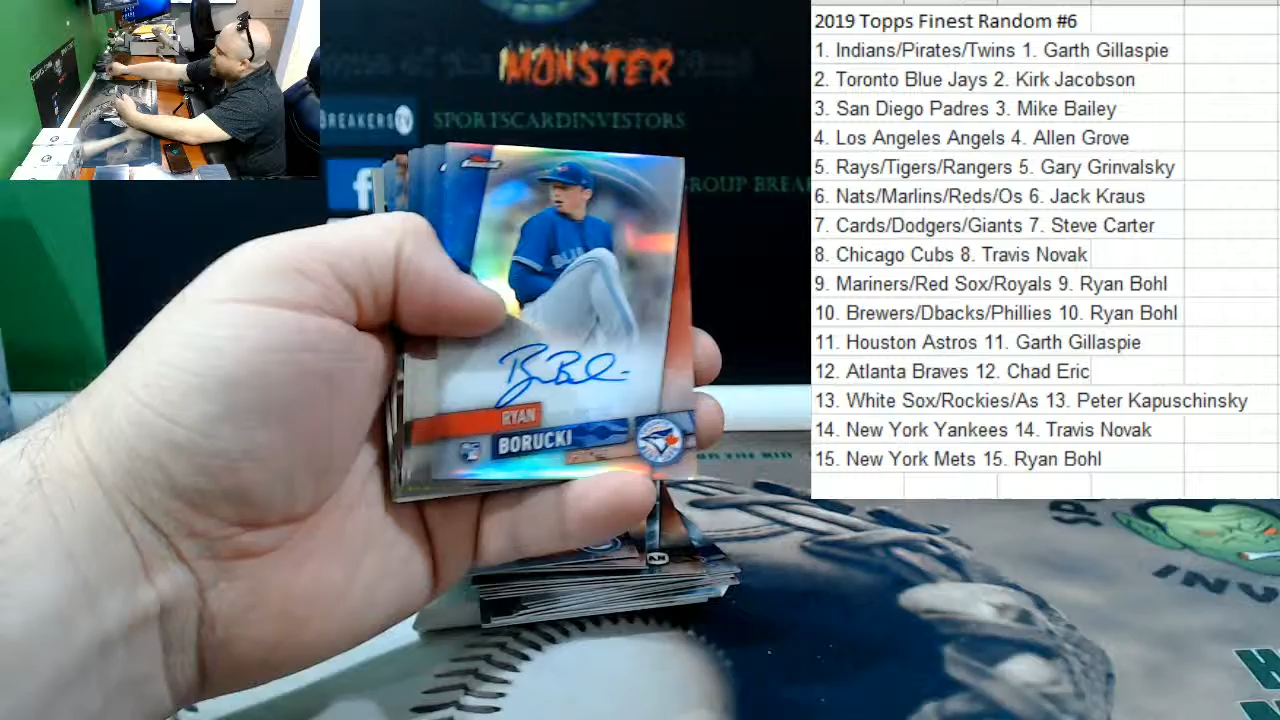 MONSTER
BREAKERS TV
SPORTSCARDINVESTORS
f
GROUP BREA
RYAN
BORUCKI
2019 Topps Finest Random #6
1. Indians/Pirates/Twins 1. Garth Gillaspie
2. Toronto Blue Jays 2. Kirk Jacobson
3. San Diego Padres 3. Mike Bailey
4. Los Angeles Angels 4. Allen Grove
5. Rays/Tigers/Rangers 5. Gary Grinvalsky
6. Nats/Marlins/Reds/Os 6. Jack Kraus
7. Cards/Dodgers/Giants 7. Steve Carter
8. Chicago Cubs 8. Travis Novak
9. Mariners/Red Sox/Royals 9. Ryan Bohl
10. Brewers/Dbacks/Phillies 10. Ryan Bohl
11. Houston Astros 11. Garth Gillaspie
12. Atlanta Braves 12. Chad Eric
13. White Sox/Rockies/As 13. Peter Kapuschinsky
14. New York Yankees 14. Travis Novak
15. New York Mets 15. Ryan Bohl